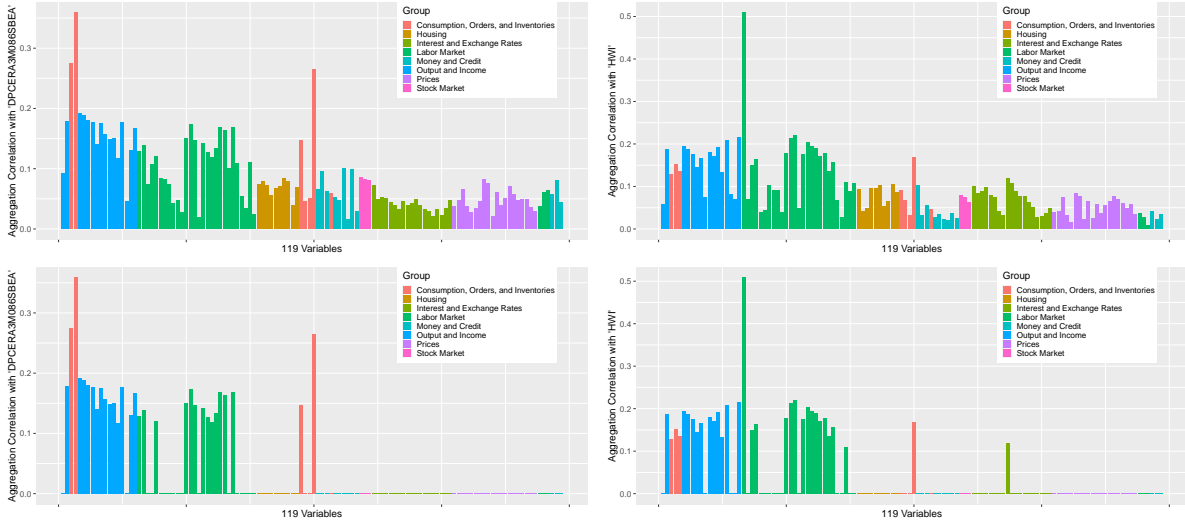 Aggregation Correlation with 'DPCERA3M086SBEA'
0.3
0.2
0.1
0.0
Group
Consumption, Orders, and Inventories
Housing
Interest and Exchange Rates
Labor Market
Money and Credit
Output and Income
Prices
Stock Market
119 Variables
Aggregation Correlation with 'HWI'
0.5
0.4
0.3
0.2
0.1
0.0
Group
Consumption, Orders, and Inventories
Housing
Interest and Exchange Rates
Labor Market
Money and Credit
Output and Income
Prices
Stock Market
119 Variables
Aggregation Correlation with 'DPCERA3M086SBEA'
0.3
0.2
0.1
0.0
Group
Consumption, Orders, and Inventories
Housing
Interest and Exchange Rates
Labor Market
Money and Credit
Output and Income
Prices
Stock Market
119 Variables
Aggregation Correlation with 'HWI'
0.5
0.4
0.3
0.2
0.1
0.0
Group
Consumption, Orders, and Inventories
Housing
Interest and Exchange Rates
Labor Market
Money and Credit
Output and Income
Prices
Stock Market
119 Variables